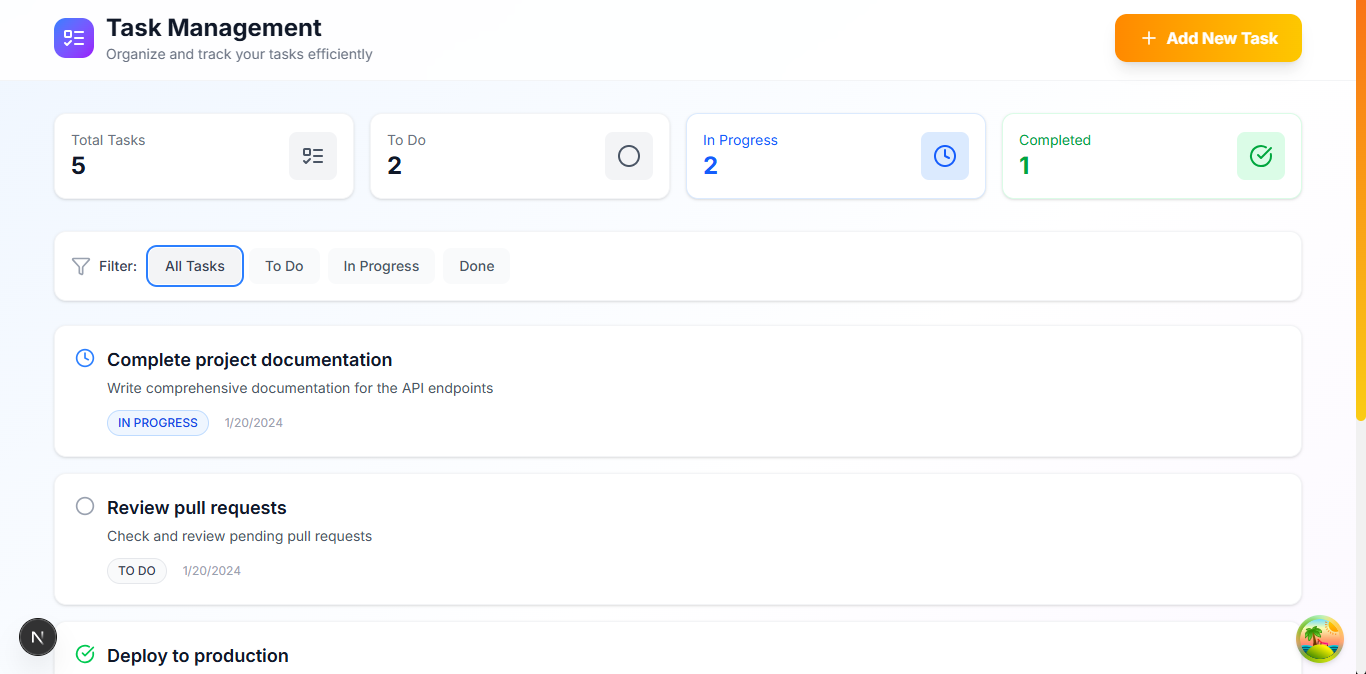 Task Management
Organize and track your tasks efficiently
Add New Task
Total Tasks
5
To Do
2
In Progress
2
Completed
1
Filter:
All Tasks
To Do
In Progress
Done
Complete project documentation
Write comprehensive documentation for the API endpoints
IN PROGRESS 1/20/2024
Review pull requests
Check and review pending pull requests
TO DO 1/20/2024
N
Deploy to production